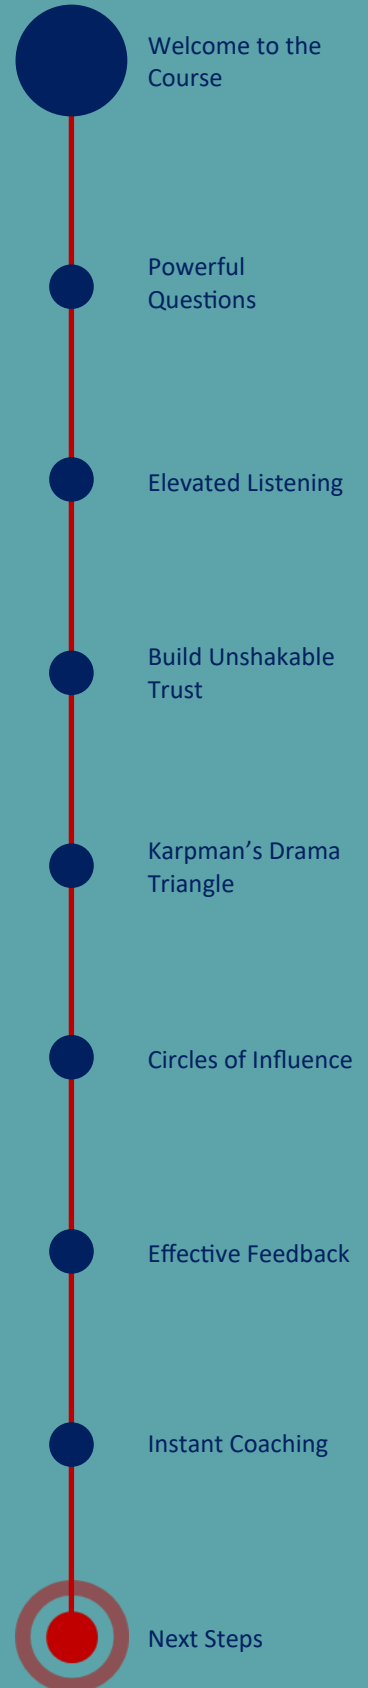 Welcome to the
Course
Powerful
Questions
Elevated Listening
Build Unshakable
Trust
Karpman’s Drama
Triangle
Circles of Influence
Effective Feedback
Instant Coaching
Next Steps